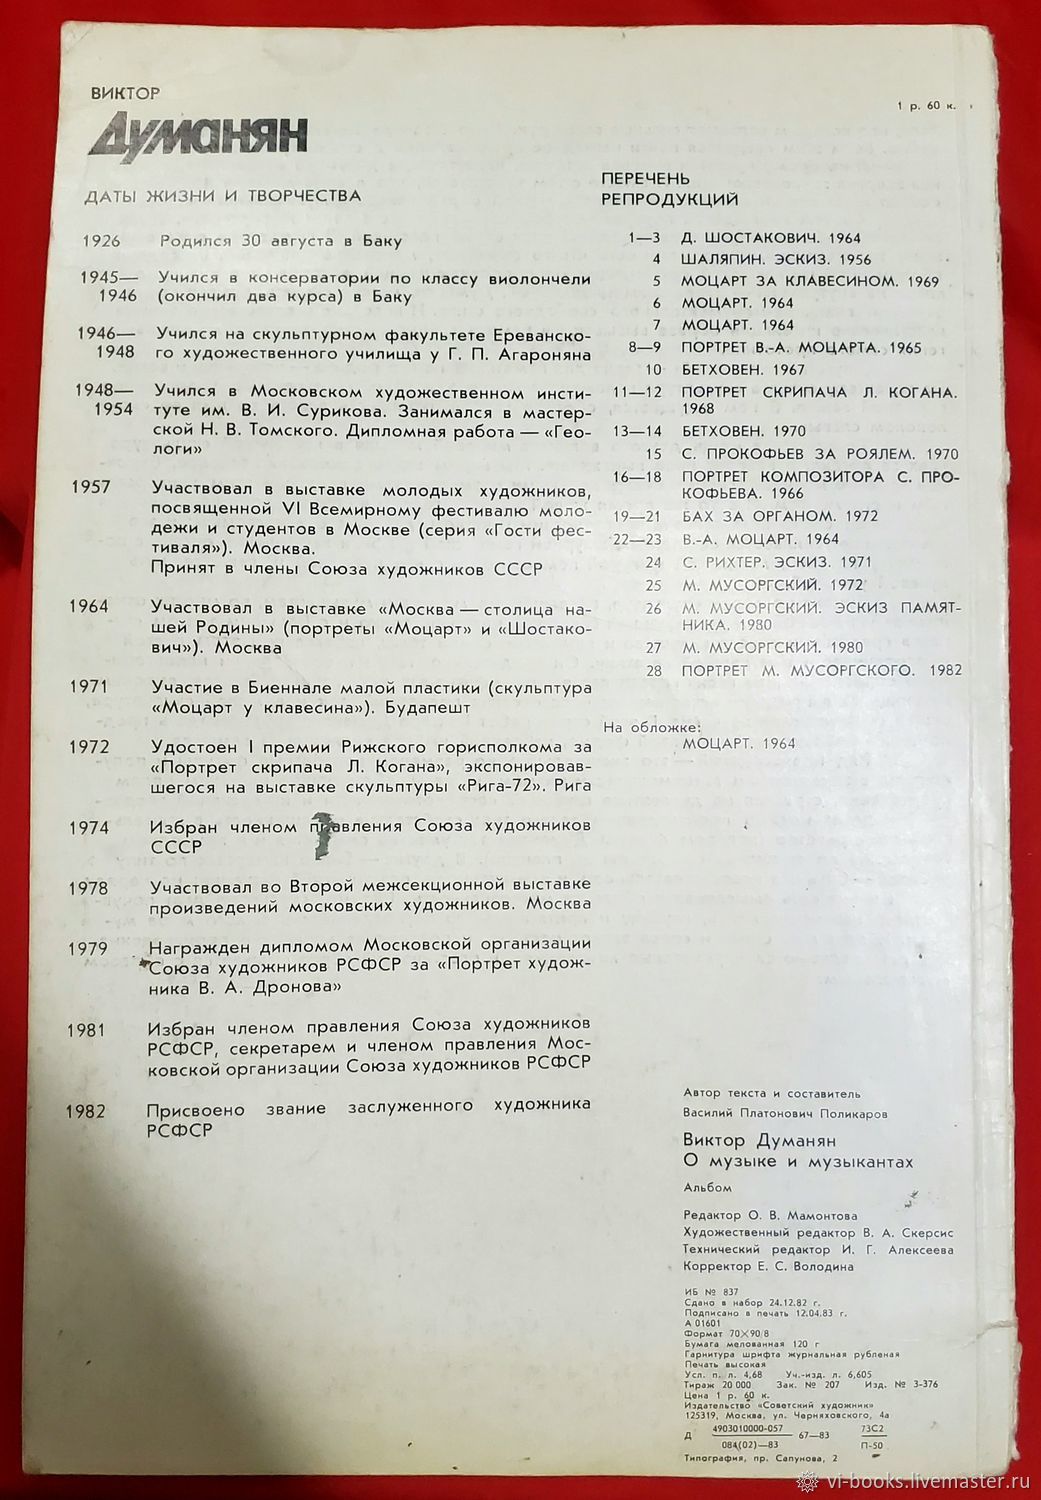 ВИКТОР
Думанян
ДАТЫ ЖИЗНИ И ТВОРЧЕСТВА
1926 Родился 30 августа в Баку
1945— Учился в консерватории по классу виолончели
1946 (окончил два курса) в Баку
1946— Учился на скульптурном факультете Ереванско-
1948 го художественного училища у Г. П. Агароняна
1948— Учился в Московском художественном инсти-
1954 туте им. В. И. Сурикова. Занимался в мастер-
ской Н. В. Томского. Дипломная работа — «Гео-
логи»
1957 Участвовал в выставке молодых художников,
посвященной VI Всемирному фестивалю моло-
дежи и студентов в Москве (серия «Гости фес-
тиваля»). Москва.
Принят в члены Союза художников СССР
1964 Участвовал в выставке «Москва — столица на-
шей Родины» (портреты «Моцарт» и «Шостако-
вич»). Москва
1971 Участие в Биеннале малой пластики (скульптура
«Моцарт у клавесина»). Будапешт
1972 Удостоен I премии Рижского горисполкома за
«Портрет скрипача Л. Когана», экспонировав-
шегося на выставке скульптуры «Рига-72». Рига
1974 Избран членом правления Союза художников
СССР
1978 Участвовал во Второй межсекционной выставке
произведений московских художников. Москва
1979 Награжден дипломом Московской организации
Союза художников РСФСР за «Портрет худож-
ника В. А. Дронова»
1981 Избран членом правления Союза художников
РСФСР, секретарем и членом правления Мос-
ковской организации Союза художников РСФСР
1982 Присвоено звание заслуженного художника
РСФСР
1 р. 60 к.
ПЕРЕЧЕНЬ
РЕПРОДУКЦИЙ
1—3 Д. ШОСТАКОВИЧ. 1964
4 ШАЛЯПИН. ЭСКИЗ. 1956
5 МОЦАРТ ЗА КЛАВЕСИНОМ. 1969
6 МОЦАРТ. 1964
7 МОЦАРТ. 1964
8—9 ПОРТРЕТ В.-А. МОЦАРТА. 1965
10 БЕТХОВЕН. 1967
11—12 ПОРТРЕТ СКРИПАЧА Л. КОГАНА.
1968
13—14 БЕТХОВЕН. 1970
15 С. ПРОКОФЬЕВ ЗА РОЯЛЕМ. 1970
16—18 ПОРТРЕТ КОМПОЗИТОРА С. ПРО-
КОФЬЕВА. 1966
19—21 БАХ ЗА ОРГАНОМ. 1972
22—23 В.-А. МОЦАРТ. 1964
24 С. РИХТЕР. ЭСКИЗ. 1971
25 М. МУСОРГСКИЙ. 1972
26 М. МУСОРГСКИЙ. ЭСКИЗ ПАМЯТ-
НИКА. 1980
27 М. МУСОРГСКИЙ. 1980
28 ПОРТРЕТ М. МУСОРГСКОГО. 1982
На обложке:
МОЦАРТ. 1964
Автор текста и составитель
Василий Платонович Поликаров
Виктор Думанян
О музыке и музыкантах
Альбом
Редактор О. В. Мамонтова
Художественный редактор В. А. Скерсис
Технический редактор И. Г. Алексеева
Корректор Е. С. Володина
ИБ № 837
Сдано в набор 24.12.82 г.
Подписано в печать 12.04.83 г.
А 01601
Формат 70×90/8
Бумага мелованная 120 г
Гарнитура шрифта журнальная рубленая
Печать высокая
Усл. п. л. 4,68 Уч.-изд. л. 6,605
Тираж 20 000 Зак. № 207 Изд. № 3-376
Цена 1 р. 60 к.
Издательство «Советский художник»
125319, Москва, ул. Черняховского, 4а
Д 4903010000-057 67—83 73С2
084(02)—83 П-50
Типография, пр. Сапунова, 2
vi-books.livemaster.ru